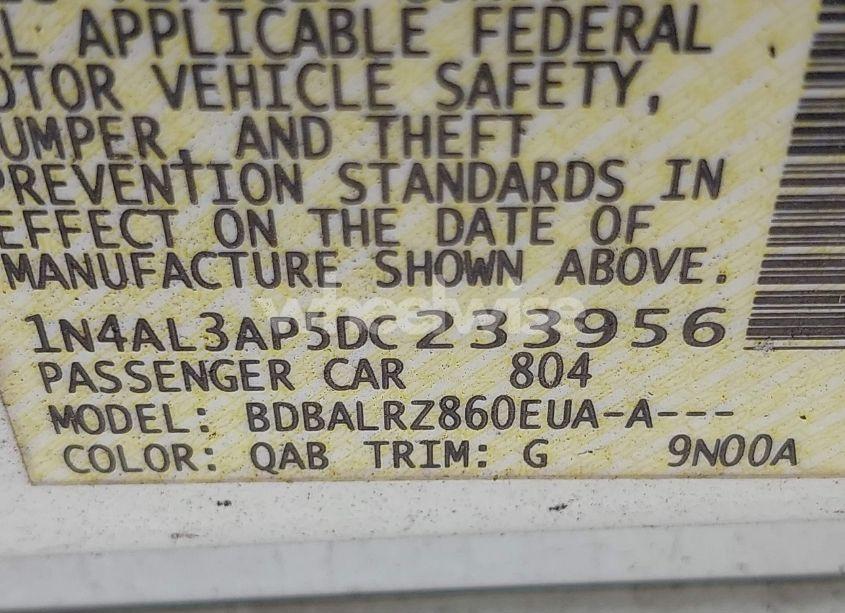 L APPLICABLE FEDERAL
OTOR VEHICLE SAFETY,
UMPER, AND THEFT
PREVENTION STANDARDS IN
EFFECT ON THE DATE OF
MANUFACTURE SHOWN ABOVE.
wheelwise
1N4AL3AP5DC233956
PASSENGER CAR 804
MODEL: BDBALRZ860EUA-A---
COLOR: QAB TRIM: G 9N00A